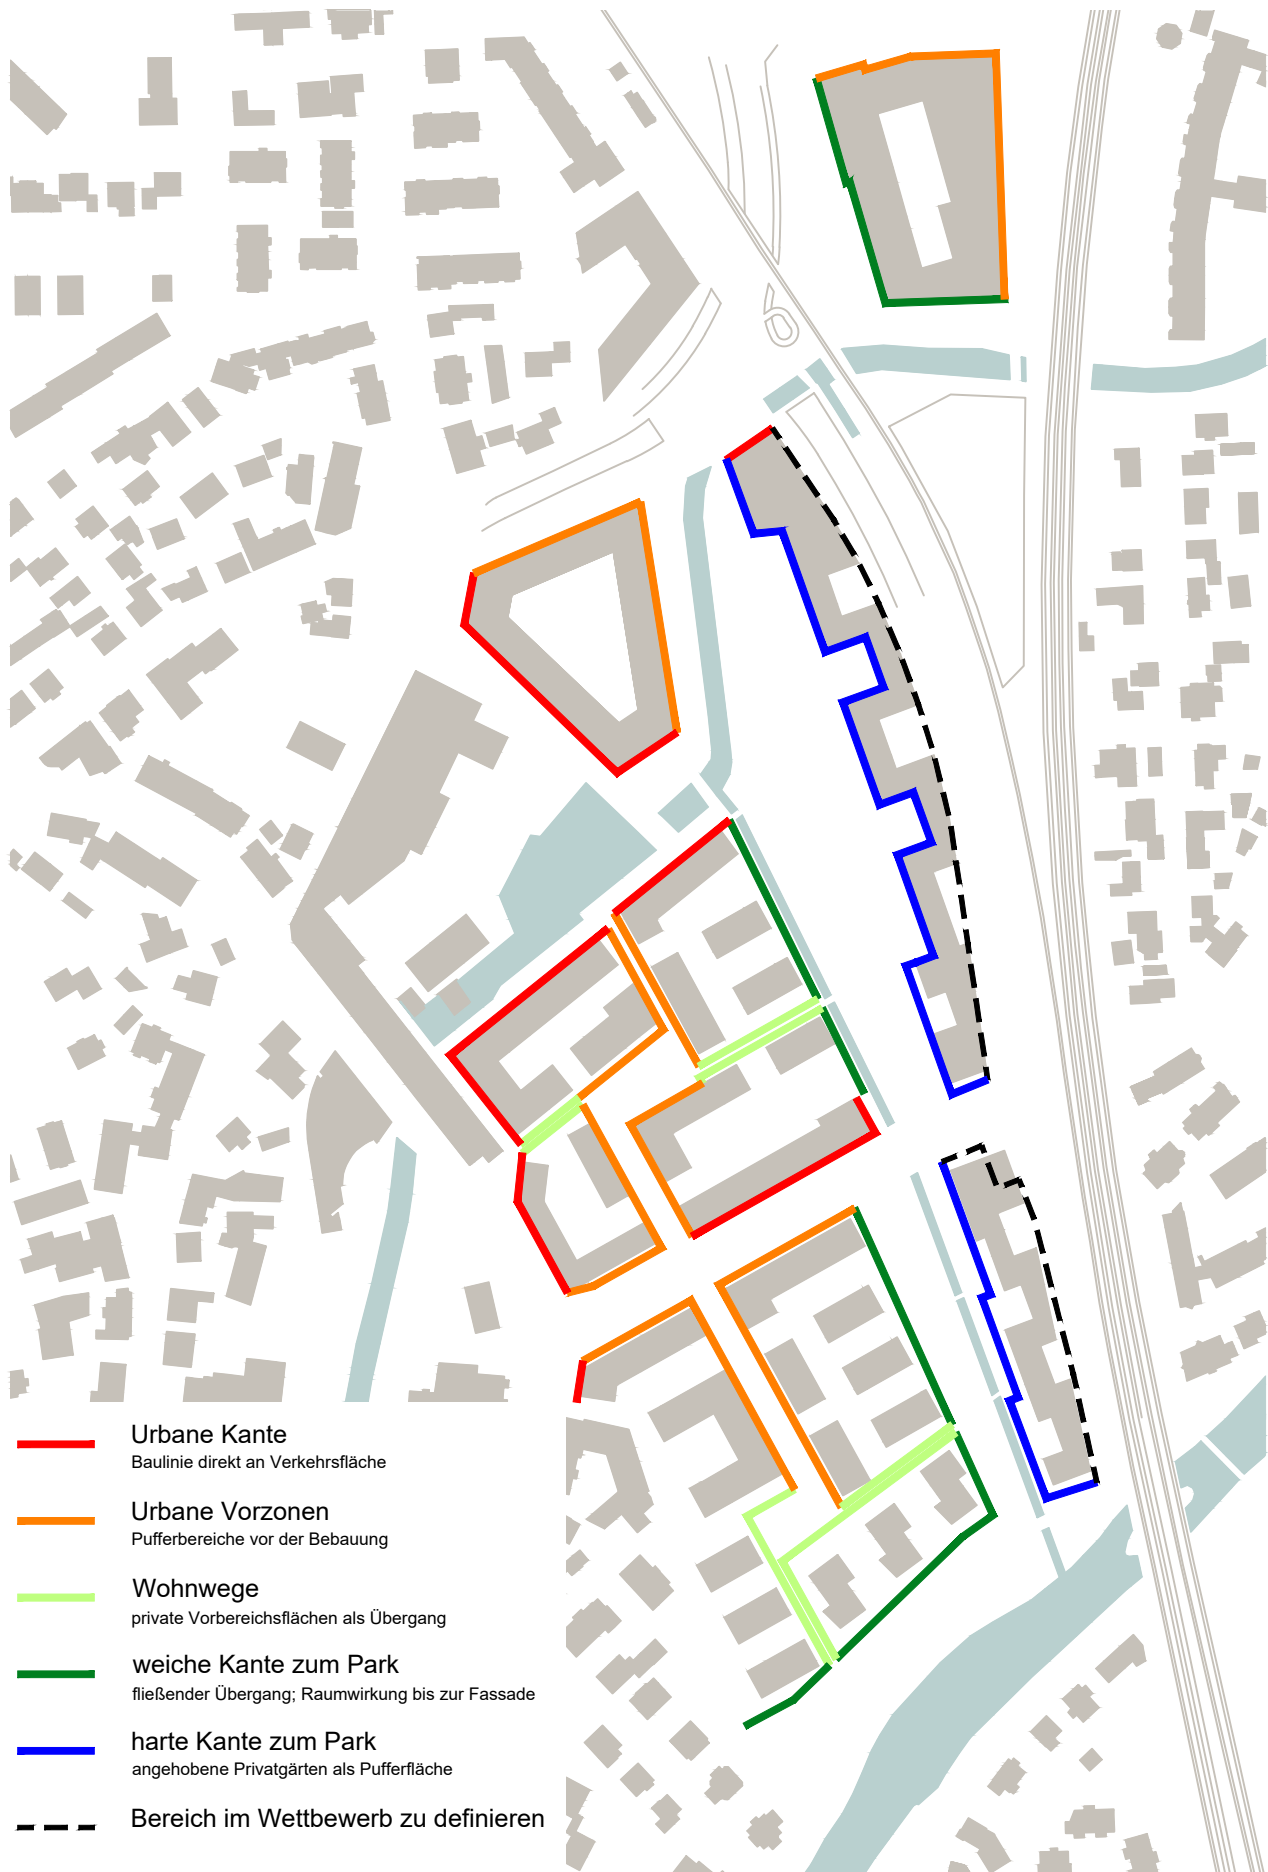 Urbane Kante
Baulinie direkt an Verkehrsfläche
Urbane Vorzonen
Pufferbereiche vor der Bebauung
Wohnwege
private Vorbereichsflächen als Übergang
weiche Kante zum Park
fließender Übergang; Raumwirkung bis zur Fassade
harte Kante zum Park
angehobene Privatgärten als Pufferfläche
Bereich im Wettbewerb zu definieren